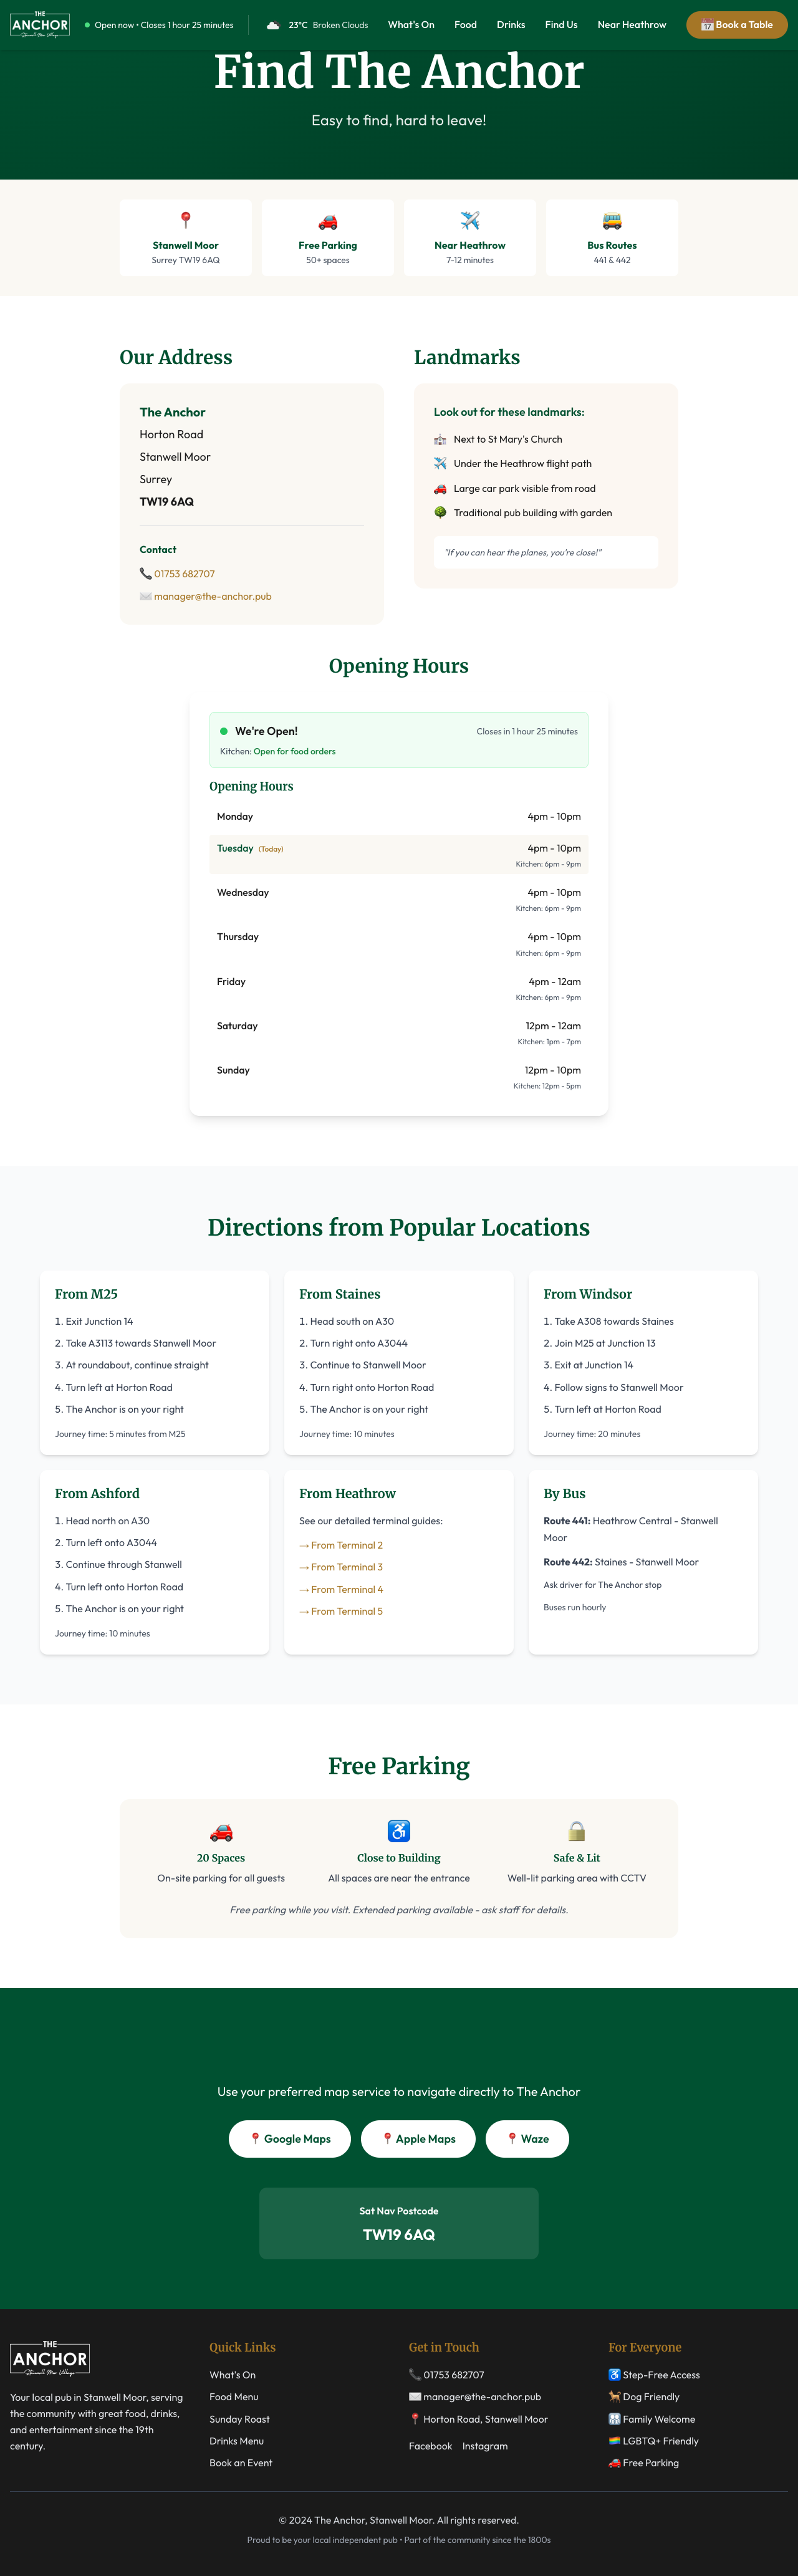 THE
ANCHOR
Stanwell Moor Village
Open now • Closes 1 hour 25 minutes
23°C Broken Clouds
What's On
Food
Drinks
Find Us
Near Heathrow
Book a Table
Find The Anchor
Easy to find, hard to leave!
Stanwell Moor
Surrey TW19 6AQ
Free Parking
50+ spaces
Near Heathrow
7-12 minutes
Bus Routes
441 & 442
Our Address
The Anchor
Horton Road
Stanwell Moor
Surrey
TW19 6AQ
Contact
01753 682707
manager@the-anchor.pub
Landmarks
Look out for these landmarks:
Next to St Mary's Church
Under the Heathrow flight path
Large car park visible from road
Traditional pub building with garden
"If you can hear the planes, you're close!"
Opening Hours
We're Open!
Closes in 1 hour 25 minutes
Kitchen: Open for food orders
Opening Hours
Monday 4pm - 10pm
Tuesday (Today) 4pm - 10pm
Kitchen: 6pm - 9pm
Wednesday 4pm - 10pm
Kitchen: 6pm - 9pm
Thursday 4pm - 10pm
Kitchen: 6pm - 9pm
Friday 4pm - 12am
Kitchen: 6pm - 9pm
Saturday 12pm - 12am
Kitchen: 1pm - 7pm
Sunday 12pm - 10pm
Kitchen: 12pm - 5pm
Directions from Popular Locations
From M25
1. Exit Junction 14
2. Take A3113 towards Stanwell Moor
3. At roundabout, continue straight
4. Turn left at Horton Road
5. The Anchor is on your right
Journey time: 5 minutes from M25
From Staines
1. Head south on A30
2. Turn right onto A3044
3. Continue to Stanwell Moor
4. Turn right onto Horton Road
5. The Anchor is on your right
Journey time: 10 minutes
From Windsor
1. Take A308 towards Staines
2. Join M25 at Junction 13
3. Exit at Junction 14
4. Follow signs to Stanwell Moor
5. Turn left at Horton Road
Journey time: 20 minutes
From Ashford
1. Head north on A30
2. Turn left onto A3044
3. Continue through Stanwell
4. Turn left onto Horton Road
5. The Anchor is on your right
Journey time: 10 minutes
From Heathrow
See our detailed terminal guides:
→ From Terminal 2
→ From Terminal 3
→ From Terminal 4
→ From Terminal 5
By Bus
Route 441: Heathrow Central - Stanwell
Moor
Route 442: Staines - Stanwell Moor
Ask driver for The Anchor stop
Buses run hourly
Free Parking
20 Spaces
On-site parking for all guests
Close to Building
All spaces are near the entrance
Safe & Lit
Well-lit parking area with CCTV
Free parking while you visit. Extended parking available - ask staff for details.
Use your preferred map service to navigate directly to The Anchor
Google Maps
Apple Maps
Waze
Sat Nav Postcode
TW19 6AQ
THE
ANCHOR
Stanwell Moor Village
Your local pub in Stanwell Moor, serving
the community with great food, drinks,
and entertainment since the 19th
century.
Quick Links
What's On
Food Menu
Sunday Roast
Drinks Menu
Book an Event
Get in Touch
01753 682707
manager@the-anchor.pub
Horton Road, Stanwell Moor
Facebook Instagram
For Everyone
Step-Free Access
Dog Friendly
Family Welcome
LGBTQ+ Friendly
Free Parking
© 2024 The Anchor, Stanwell Moor. All rights reserved.
Proud to be your local independent pub • Part of the community since the 1800s